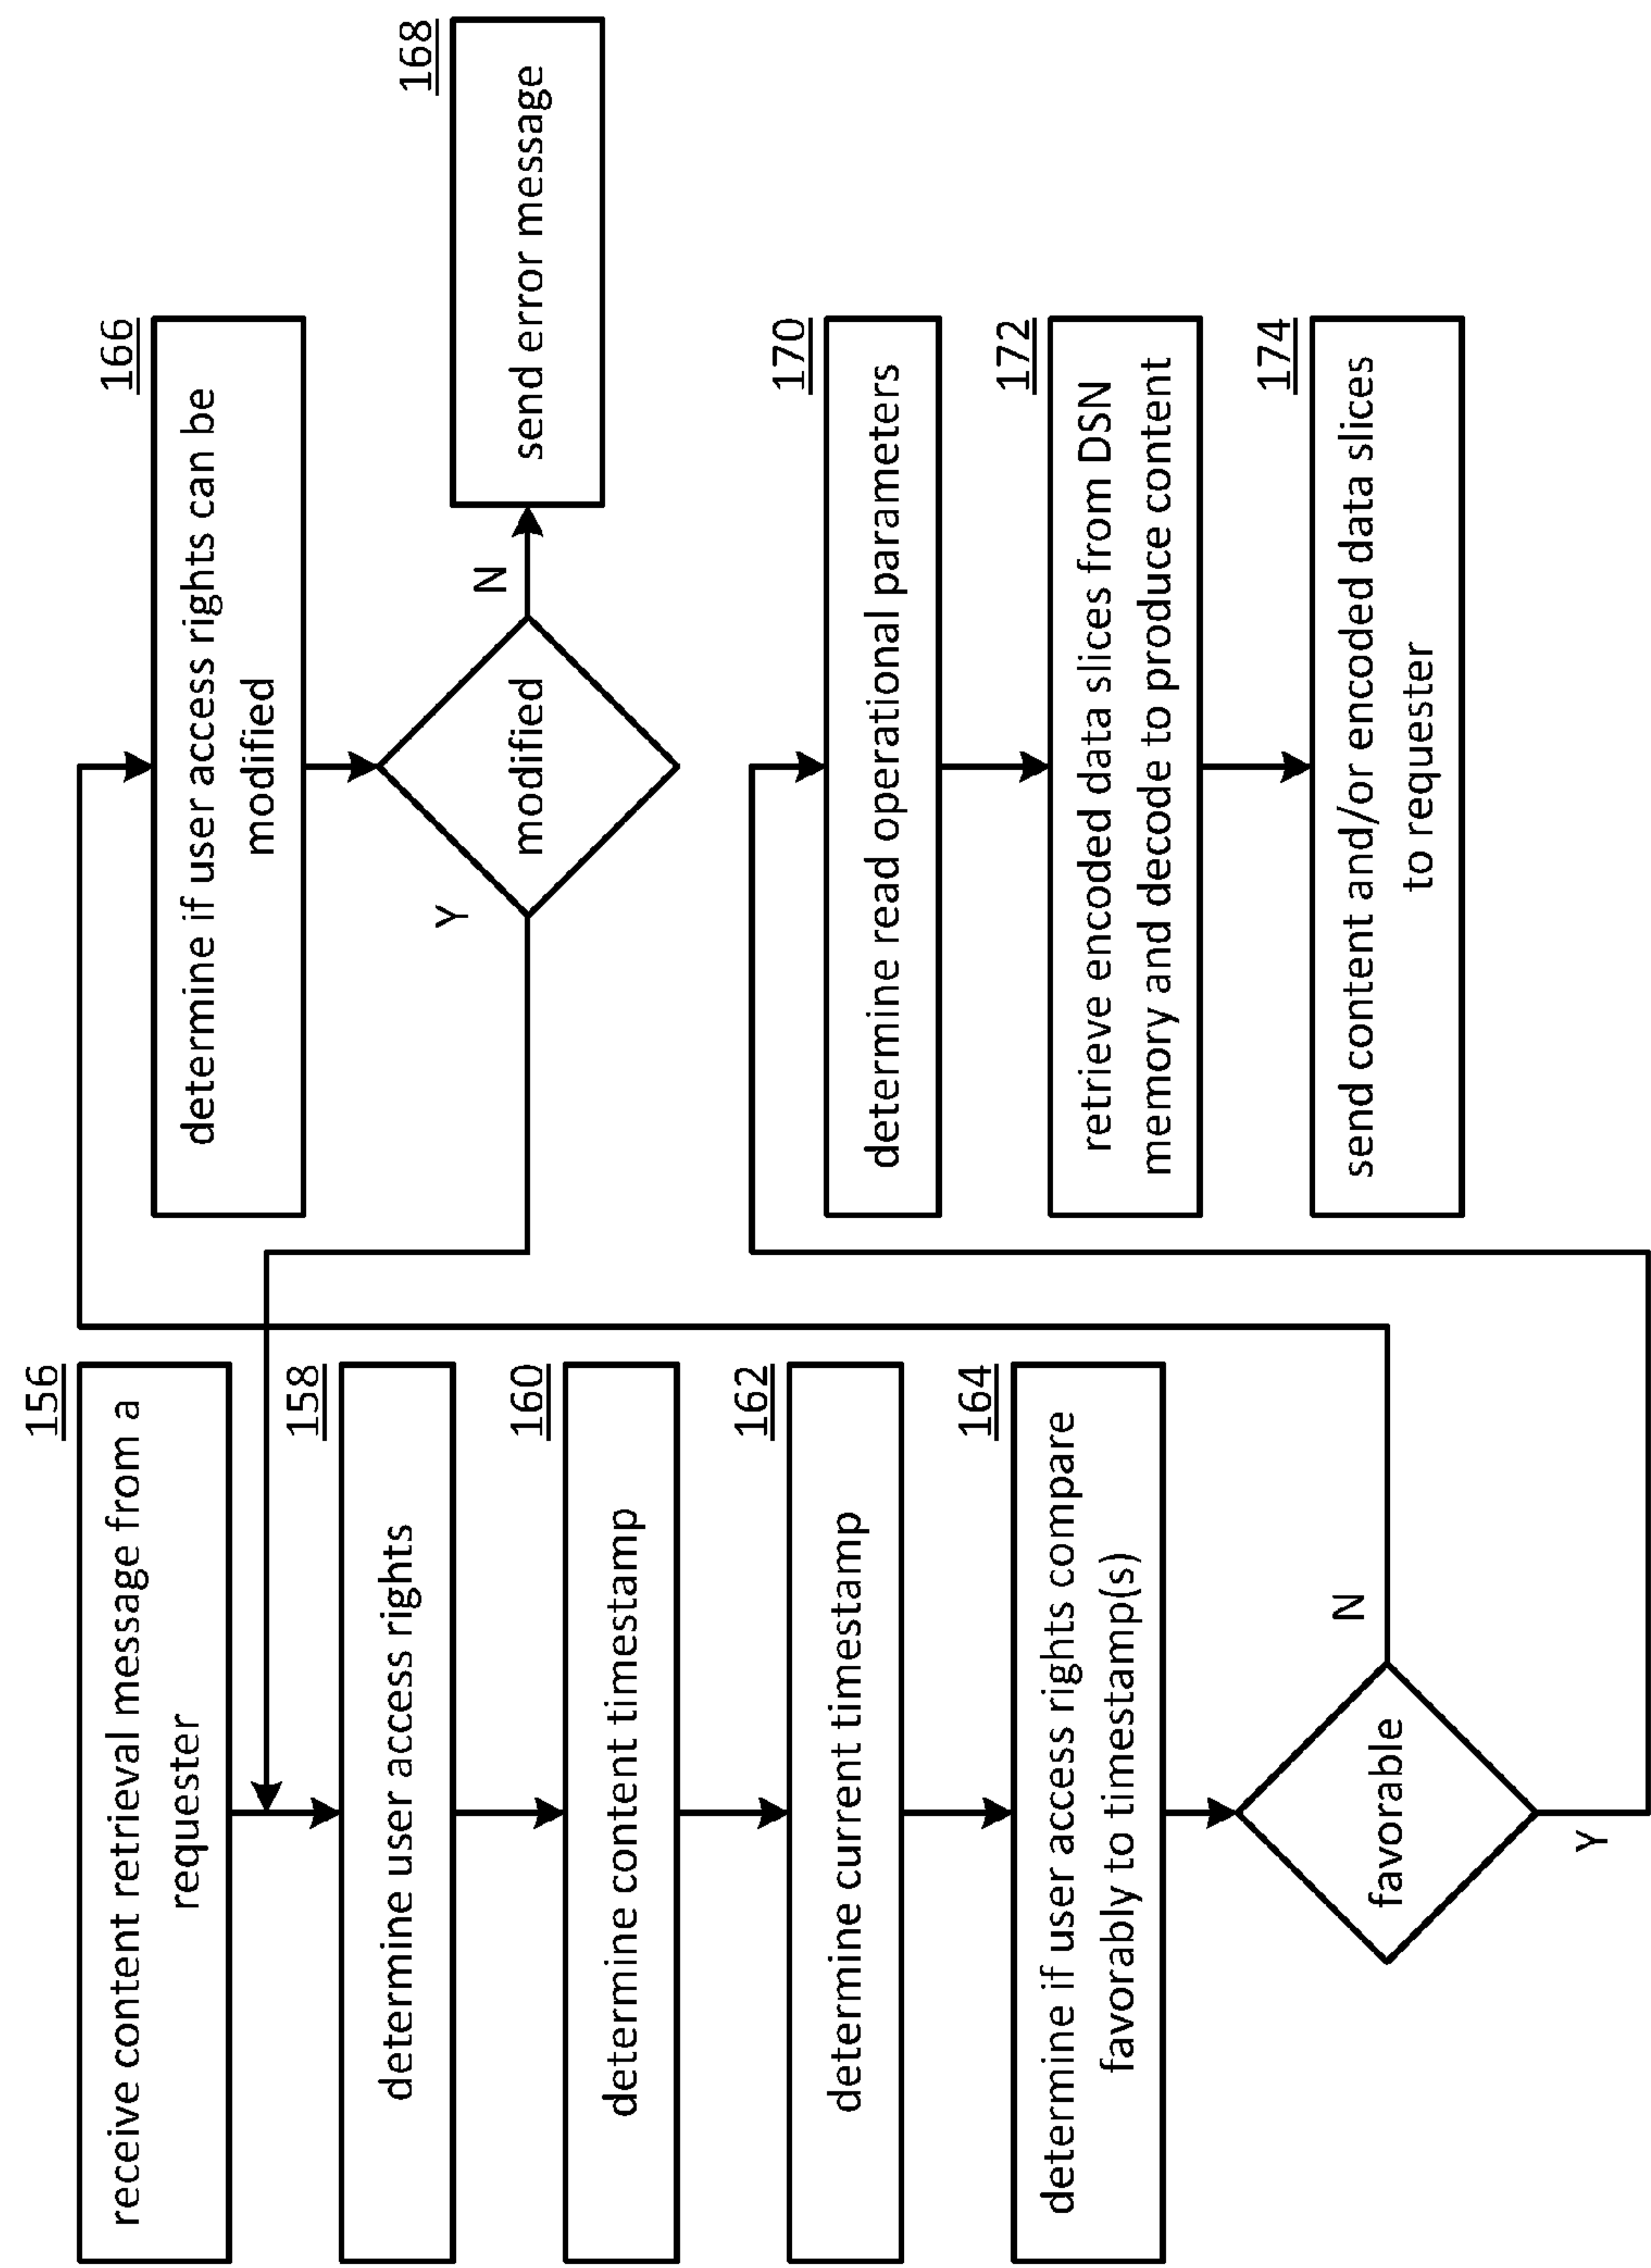 156
receive content retrieval message from a
requester
158
determine user access rights
160
determine content timestamp
162
determine current timestamp
164
determine if user access rights compare
favorably to timestamp(s)
favorable
N
Y
166
determine if user access rights can be
modified
modified
Y
N
168
send error message
170
determine read operational parameters
172
retrieve encoded data slices from DSN
memory and decode to produce content
174
send content and/or encoded data slices
to requester